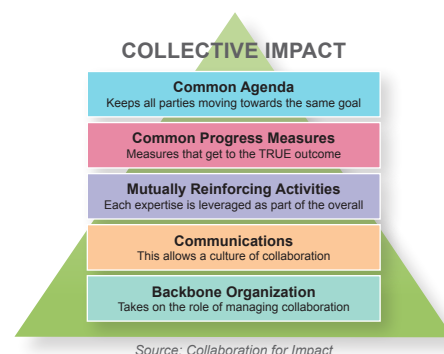 COLLECTIVE IMPACT
Common Agenda
Keeps all parties moving towards the same goal
Common Progress Measures
Measures that get to the TRUE outcome
Mutually Reinforcing Activities
Each expertise is leveraged as part of the overall
Communications
This allows a culture of collaboration
Backbone Organization
Takes on the role of managing collaboration
Source: Collaboration for Impact